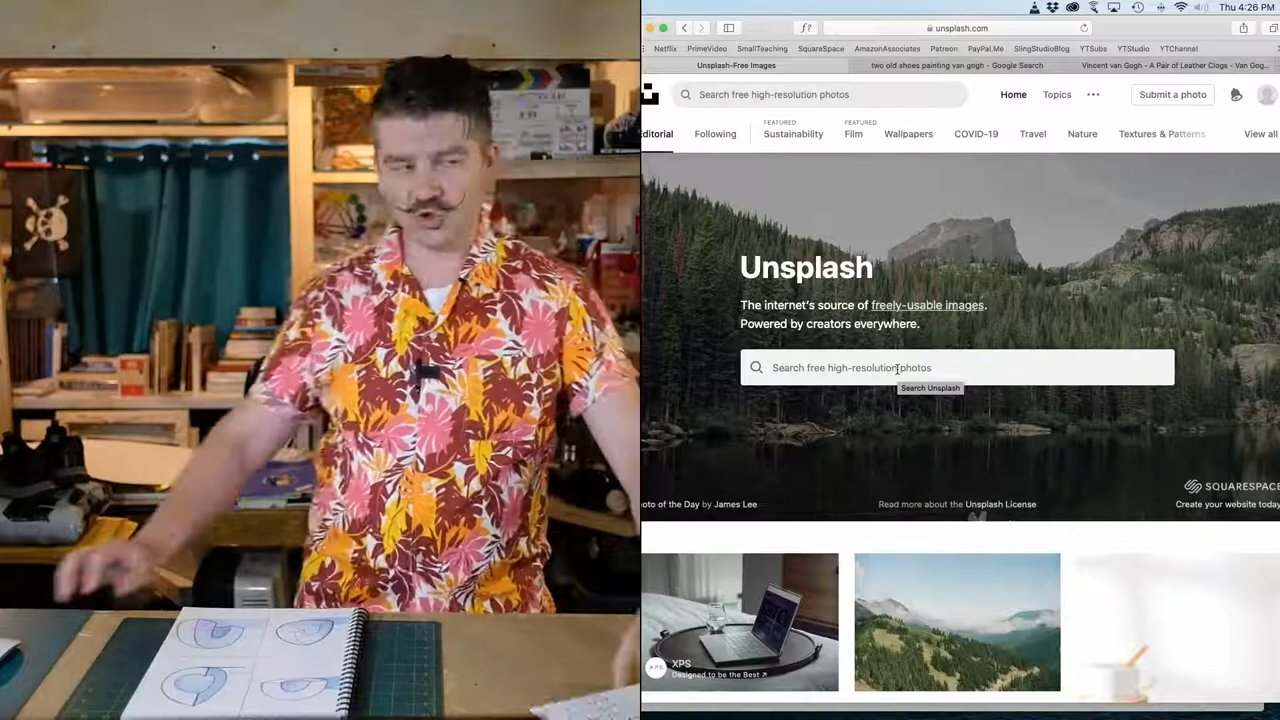 Thu 4:26 PM
unsplash.com
Netflix PrimeVideo SmallTeaching SquareSpace AmazonAssociates Patreon PayPal.Me SlingStudioBlog YTSubs YTStudio YTChannel
Unsplash-Free Images
two old shoes painting van gogh - Google Search
Vincent van Gogh - A Pair of Leather Clogs - Van Gog...
Search free high-resolution photos
Home Topics
Submit a photo
FEATURED FEATURED
ditorial Following Sustainability Film Wallpapers COVID-19 Travel Nature Textures & Patterns View all
Unsplash
The internet's source of freely-usable images.
Powered by creators everywhere.
Search free high-resolution photos
Search Unsplash
SQUARESPACE
oto of the Day by James Lee
Read more about the Unsplash License
Create your website today
XPS
XPS
Designed to be the Best